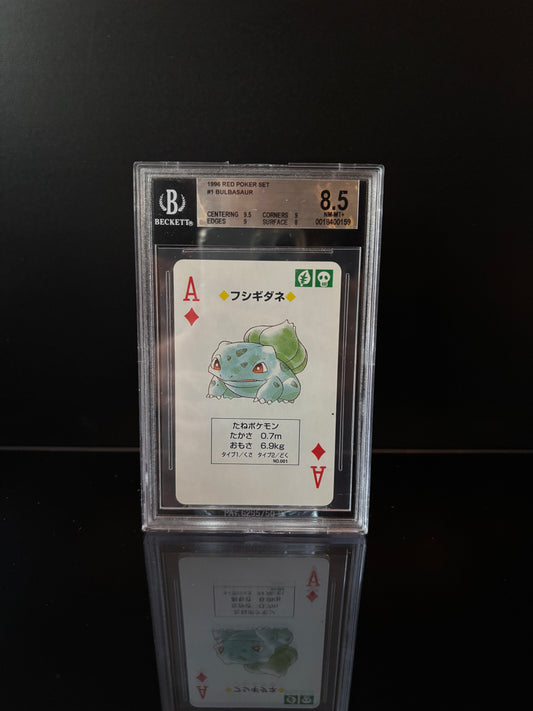 1996 RED POKER SET
#1 BULBASAUR
8.5
NM-MT+
CENTERING 9.5 CORNERS 9
EDGES 9 SURFACE 8
0019400159
B
BECKETT®
A
◆フシギダネ◆
たねポケモン
たかさ 0.7m
おもさ 6.9kg
タイプ1/くさ タイプ2/どく
NO.001
A